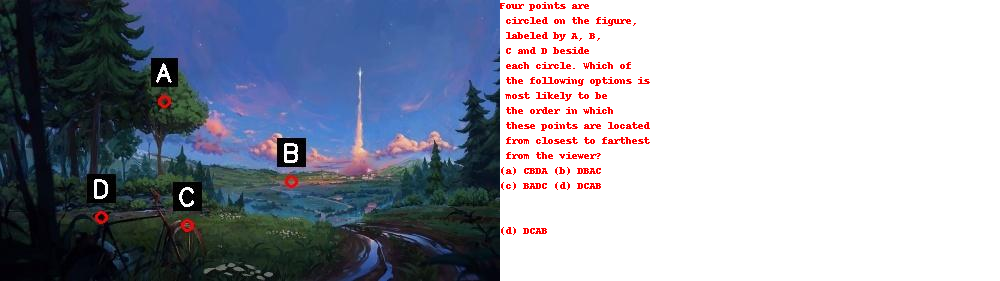 A
B
D
C
Four points are
circled on the figure,
labeled by A, B,
C and D beside
each circle. Which of
the following options is
most likely to be
the order in which
these points are located
from closest to farthest
from the viewer?
(a) CBDA (b) DBAC
(c) BADC (d) DCAB
(d) DCAB